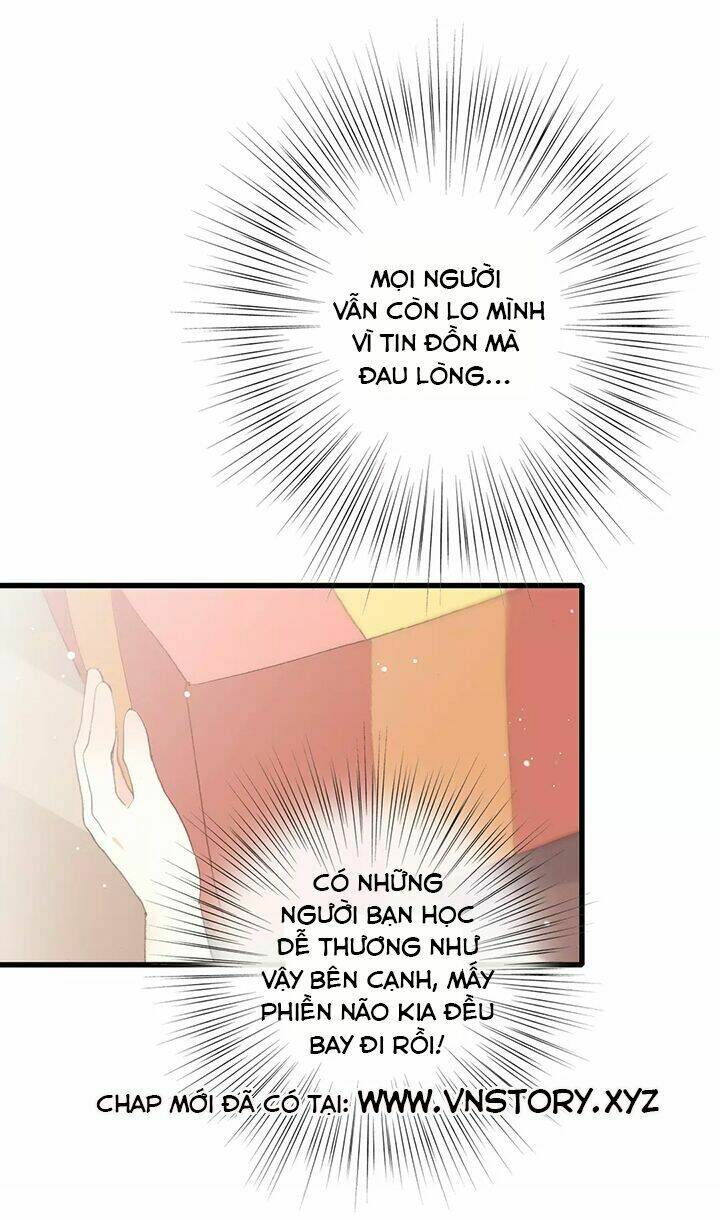 MỌI NGƯỜI
VẪN CÒN LO MÌNH
VÌ TIN ĐỒN MÀ
ĐAU LÒNG...
CÓ NHỮNG
NGƯỜI BẠN HỌC
DỄ THƯƠNG NHƯ
VẬY BÊN CẠNH, MẤY
PHIỀN NÃO KIA ĐỀU
BAY ĐI RỒI!
CHAP MỚI ĐÃ CÓ TẠI: WWW.VNSTORY.XYZ